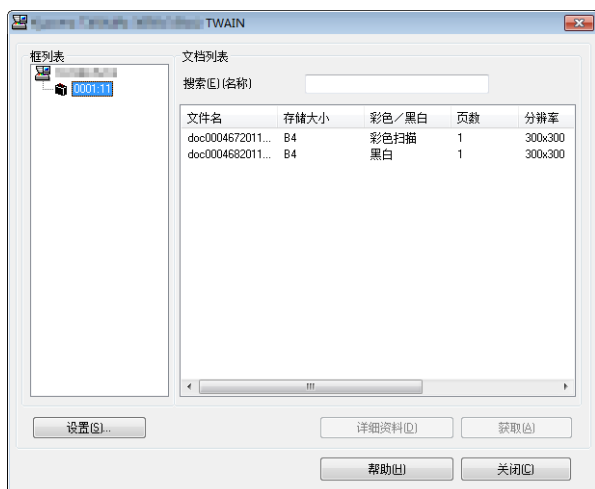 TWAIN
框列表
0001:11
文档列表
搜索(E) (名称)
文件名 存储大小 彩色／黑白 页数 分辨率
doc0004672011... B4 彩色扫描 1 300x300
doc0004682011... B4 黑白 1 300x300
设置(S)... 详细资料(D) 获取(A)
帮助(H) 关闭(C)